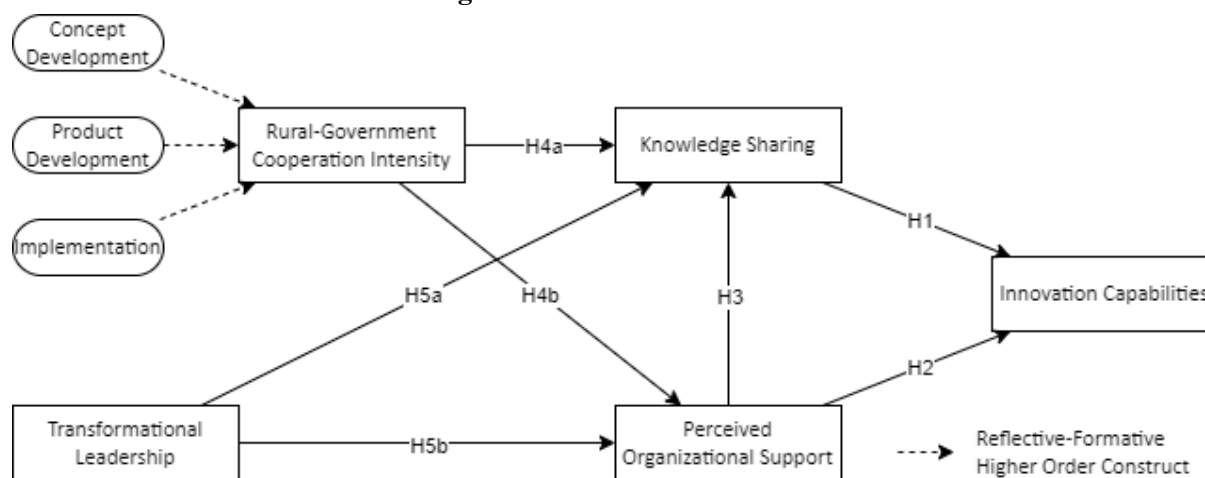 Concept
Development
Product
Development
Implementation
Rural-Government
Cooperation Intensity
H4a
Knowledge Sharing
H1
H5a
H4b
H3
Innovation Capabilities
H2
Transformational
Leadership
H5b
Perceived
Organizational Support
Reflective-Formative
Higher Order Construct